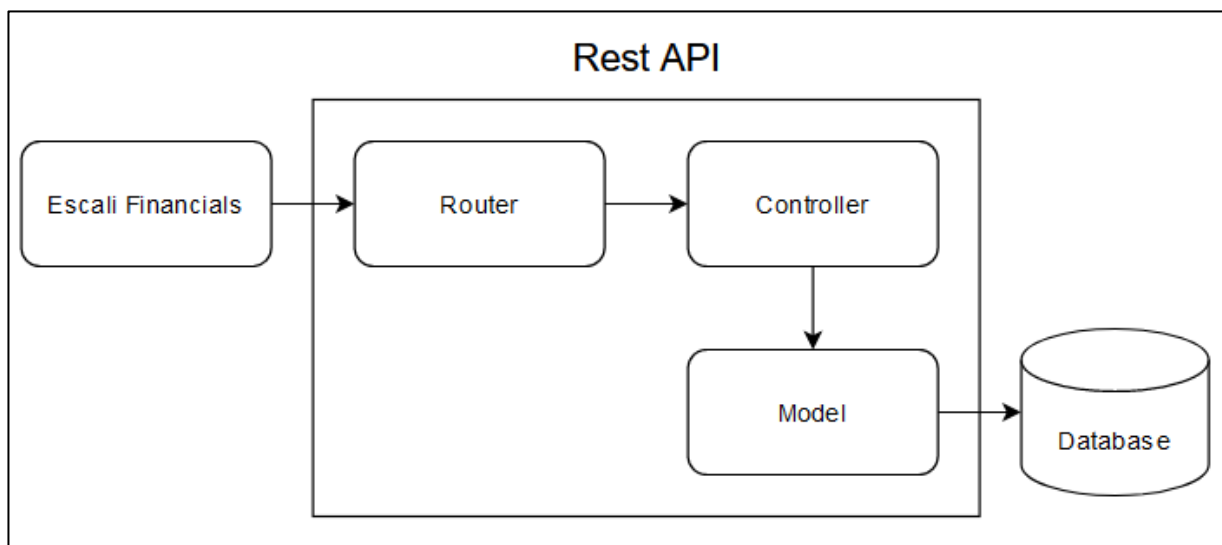 Rest API
Escali Financials
Router
Controller
Model
Database